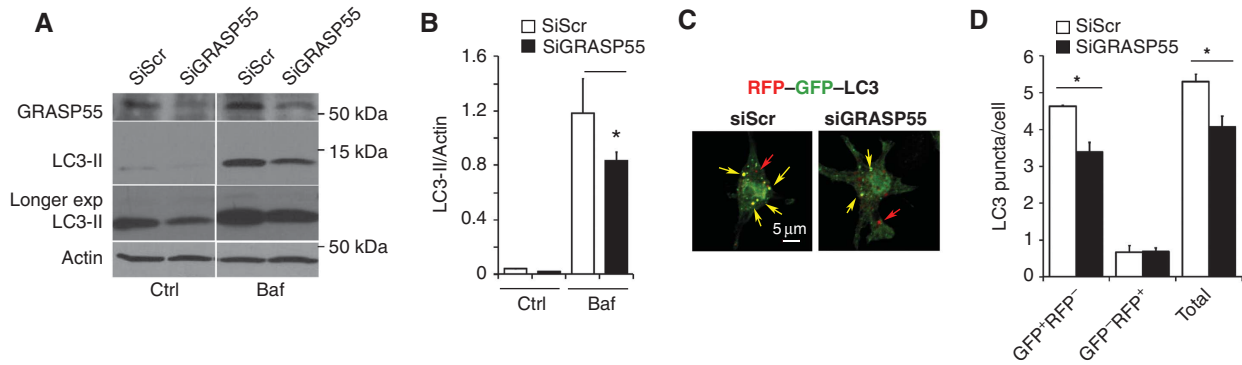 A
SiScr
SiGRASP55
SiScr
SiGRASP55
GRASP55
50 kDa
LC3-II
15 kDa
Longer exp
LC3-II
50 kDa
Actin
Ctrl
Baf
B
SiScr
SiGRASP55
LC3-II/Actin
1.6
1.2
0.8
0.4
0
*
Ctrl
Baf
C
RFP–GFP–LC3
siScr
siGRASP55
5 μm
D
SiScr
SiGRASP55
LC3 puncta/cell
6
5
4
3
2
1
0
*
*
GFP⁺RFP⁻
GFP⁻RFP⁺
Total